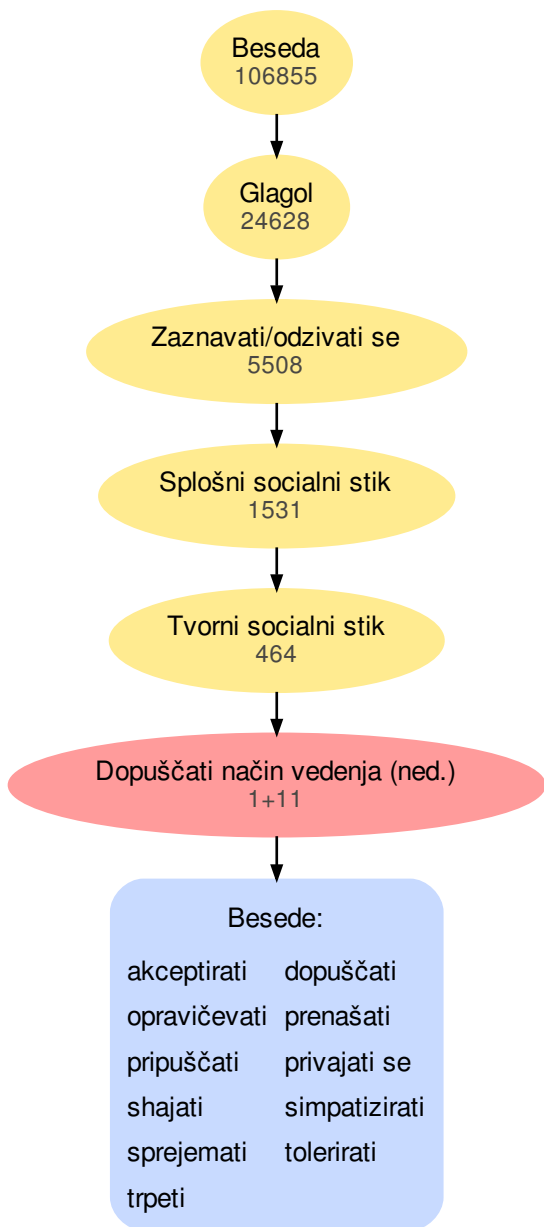 Beseda
106855
Glagol
24628
Zaznavati/odzivati se
5508
Splošni socialni stik
1531
Tvorni socialni stik
464
Dopuščati način vedenja (ned.)
1+11
Besede:
akceptirati dopuščati
opravičevati prenašati
pripuščati privajati se
shajati simpatizirati
sprejemati tolerirati
trpeti